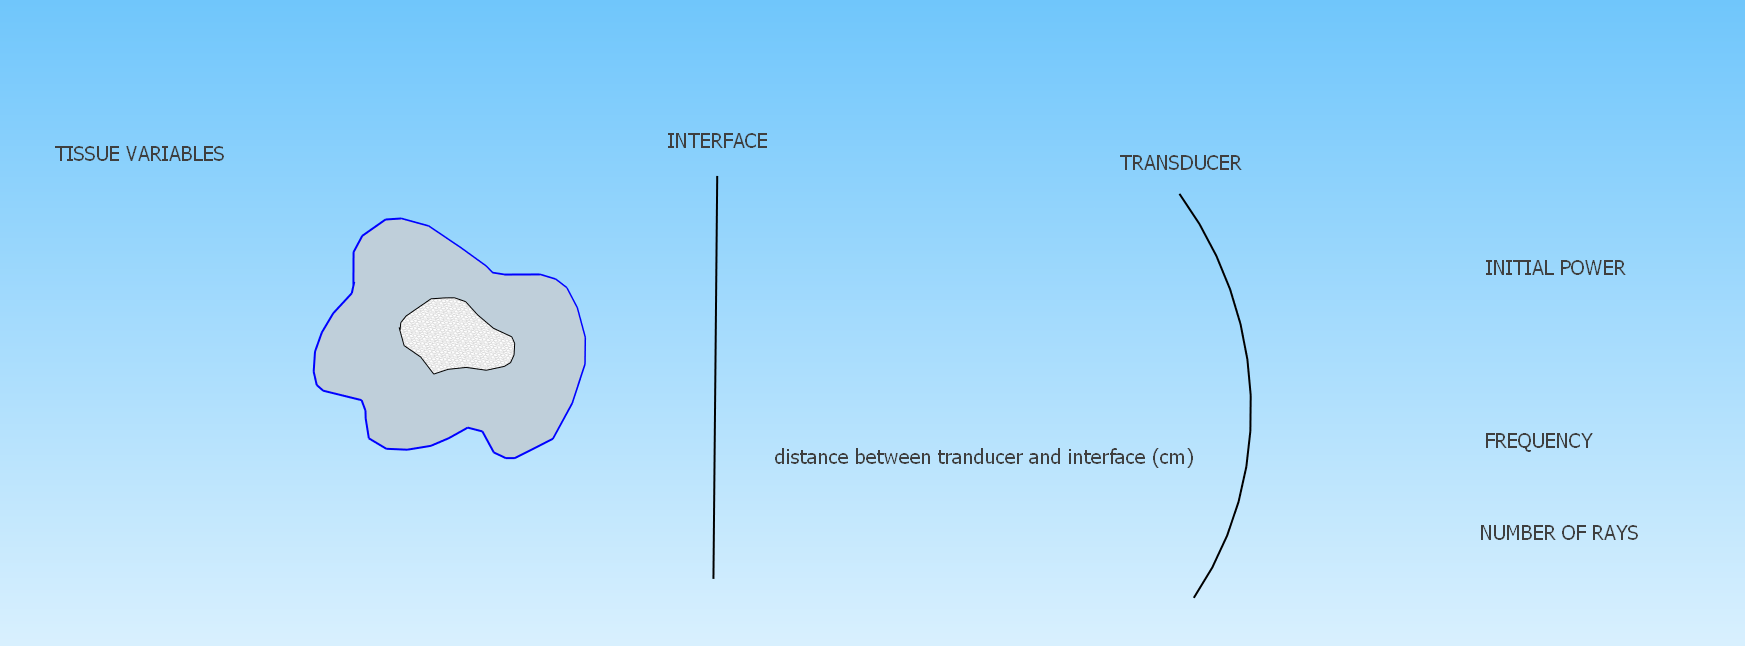 INTERFACE
TISSUE VARIABLES
TRANSDUCER
INITIAL POWER
FREQUENCY
distance between tranducer and interface (cm)
NUMBER OF RAYS